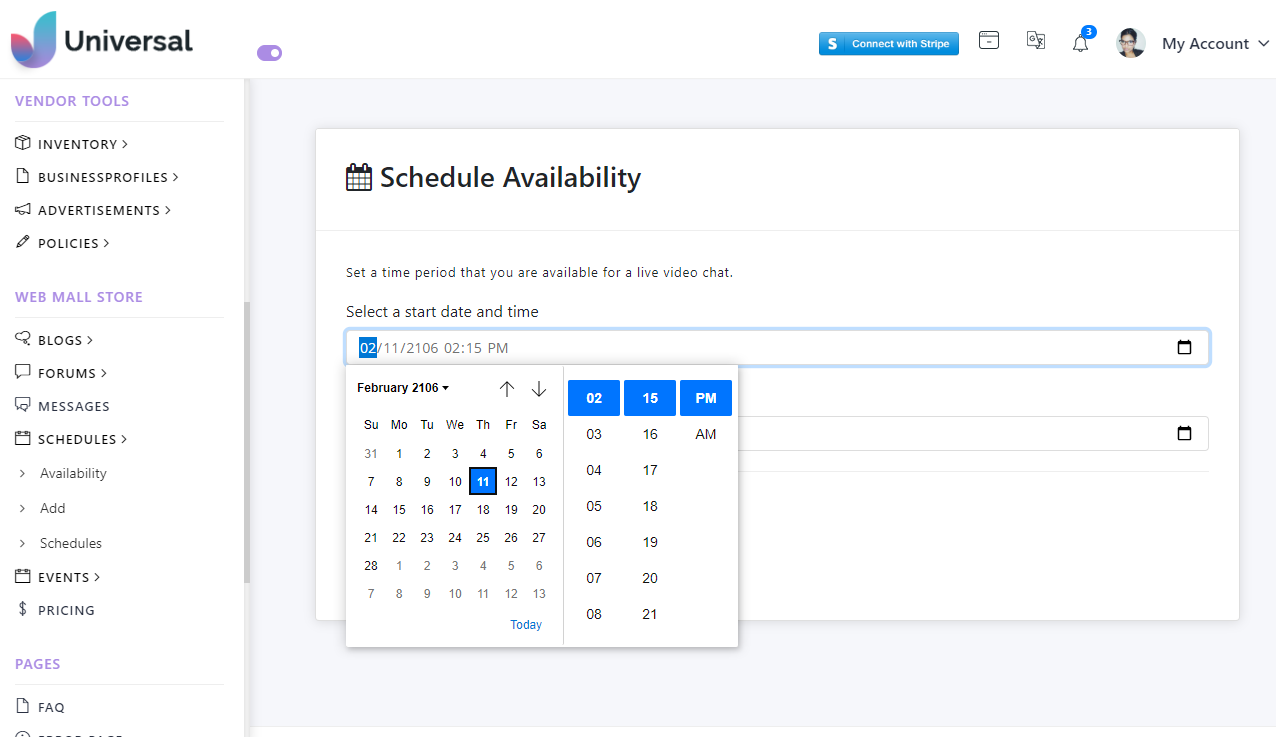 Universal
Connect with Stripe
3
My Account
VENDOR TOOLS
INVENTORY
BUSINESSPROFILES
ADVERTISEMENTS
POLICIES
WEB MALL STORE
BLOGS
FORUMS
MESSAGES
SCHEDULES
Availability
Add
Schedules
EVENTS
PRICING
PAGES
FAQ
ERROR PAGE
Schedule Availability
Set a time period that you are available for a live video chat.
Select a start date and time
02/11/2106 02:15 PM
February 2106
Su Mo Tu We Th Fr Sa
31 1 2 3 4 5 6
7 8 9 10 11 12 13
14 15 16 17 18 19 20
21 22 23 24 25 26 27
28 1 2 3 4 5 6
7 8 9 10 11 12 13
Today
02 15 PM
03 16 AM
04 17
05 18
06 19
07 20
08 21